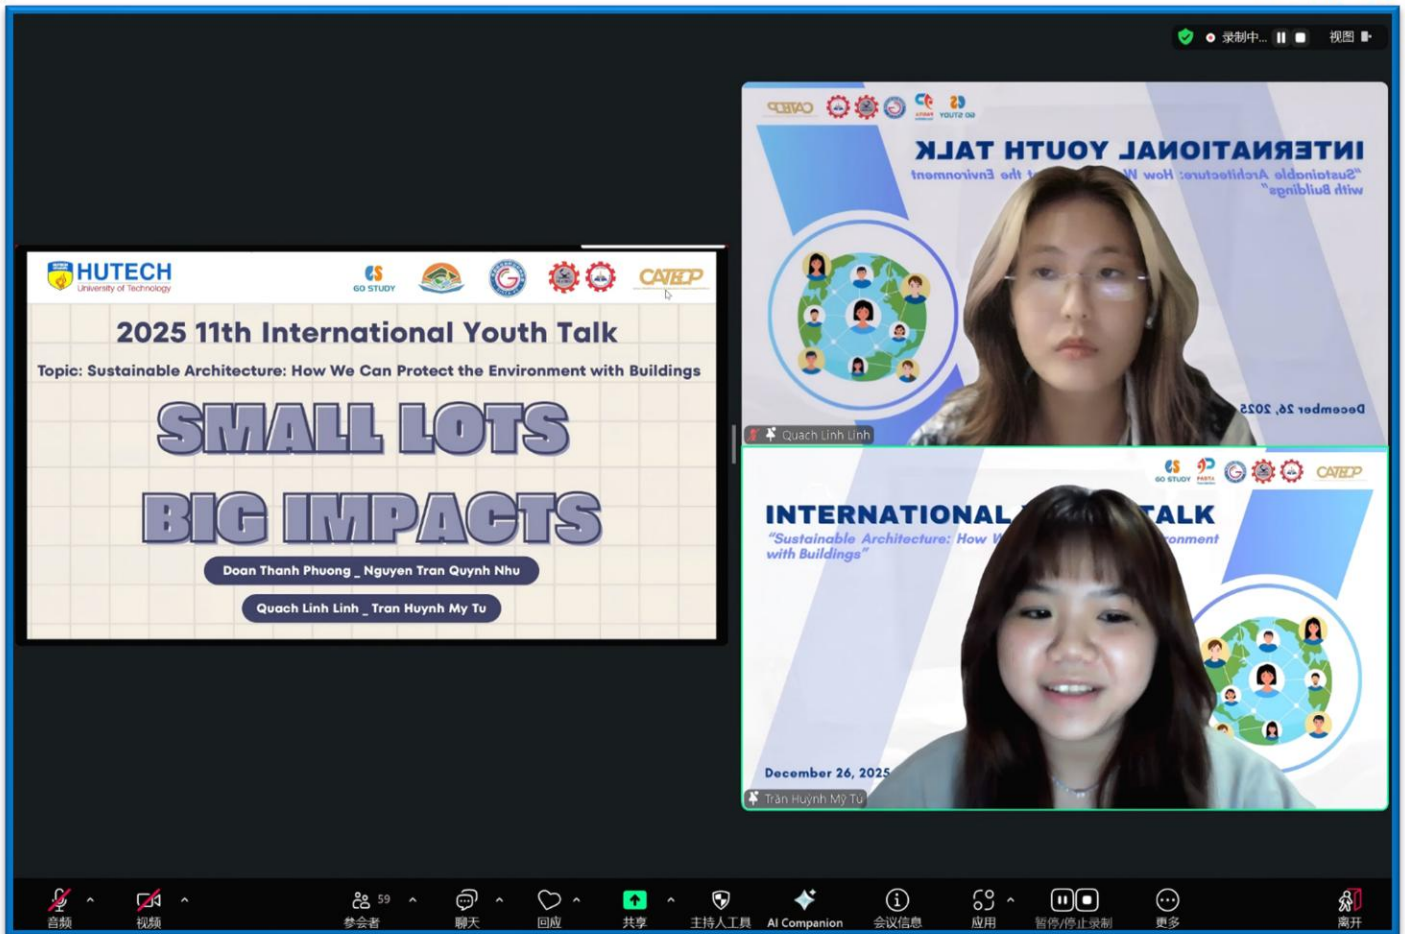 录制中...
视图
HUTECH
University of Technology
GO STUDY
CATECP
2025 11th International Youth Talk
Topic: Sustainable Architecture: How We Can Protect the Environment with Buildings
SMALL LOTS
BIG IMPACTS
Doan Thanh Phuong _ Nguyen Tran Quynh Nhu
Quach Linh Linh _ Tran Huynh My Tu
CATECP
PASTA
GO STUDY
INTERNATIONAL YOUTH TALK
"Sustainable Architecture: How W the Environment
with Buildings"
December 26, 2025
Quach Linh Linh
GO STUDY
PASTA
CATECP
INTERNATIONAL TALK
"Sustainable Architecture: How W ronment
with Buildings"
December 26, 2025
Trần Huỳnh Mỹ Tú
音频
视频
59
参会者
聊天
回应
共享
主持人工具
AI Companion
会议信息
应用
暂停/停止录制
更多
离开